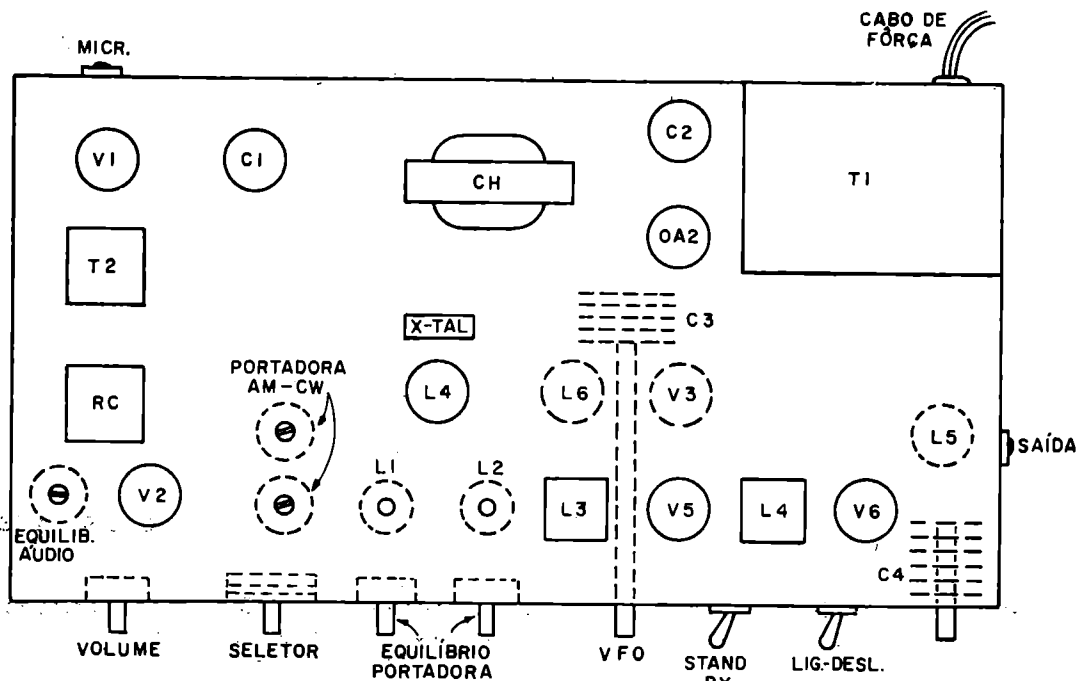 CABO DE
FÔRÇA
MICR.
V1
C1
CH
C2
T1
T2
OA2
X-TAL
C3
PORTADORA
AM-CW
RC
L4
L6
V3
L5
SAÍDA
L1
L2
V2
L3
V5
L4
V6
EQUILIB.
ÁUDIO
C4
VOLUME
SELETOR
EQUILÍBRIO
PORTADORA
VFO
STAND
BY
LIG.-DESL.